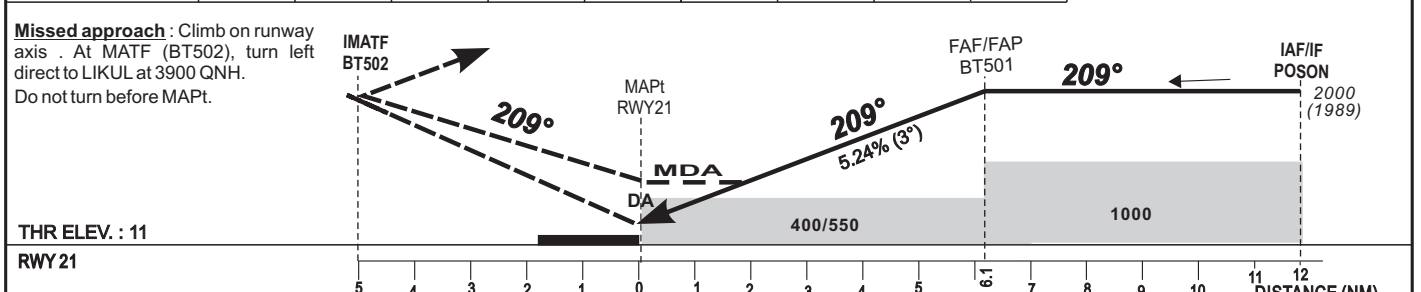 Missed approach : Climb on runway
axis . At MATF (BT502), turn left
direct to LIKUL at 3900 QNH.
Do not turn before MAPt.
IMATF
BT502
MAPt
RWY21
FAF/FAP
BT501
IAF/IF
POSON
209°
2000
(1989)
209°
209°
5.24% (3°)
MDA
DA
400/550
1000
THR ELEV. : 11
RWY 21
5 4 3 2 1 0 1 2 3 4 5 6.1 7 8 9 10 11 12
DISTANCE (NM)